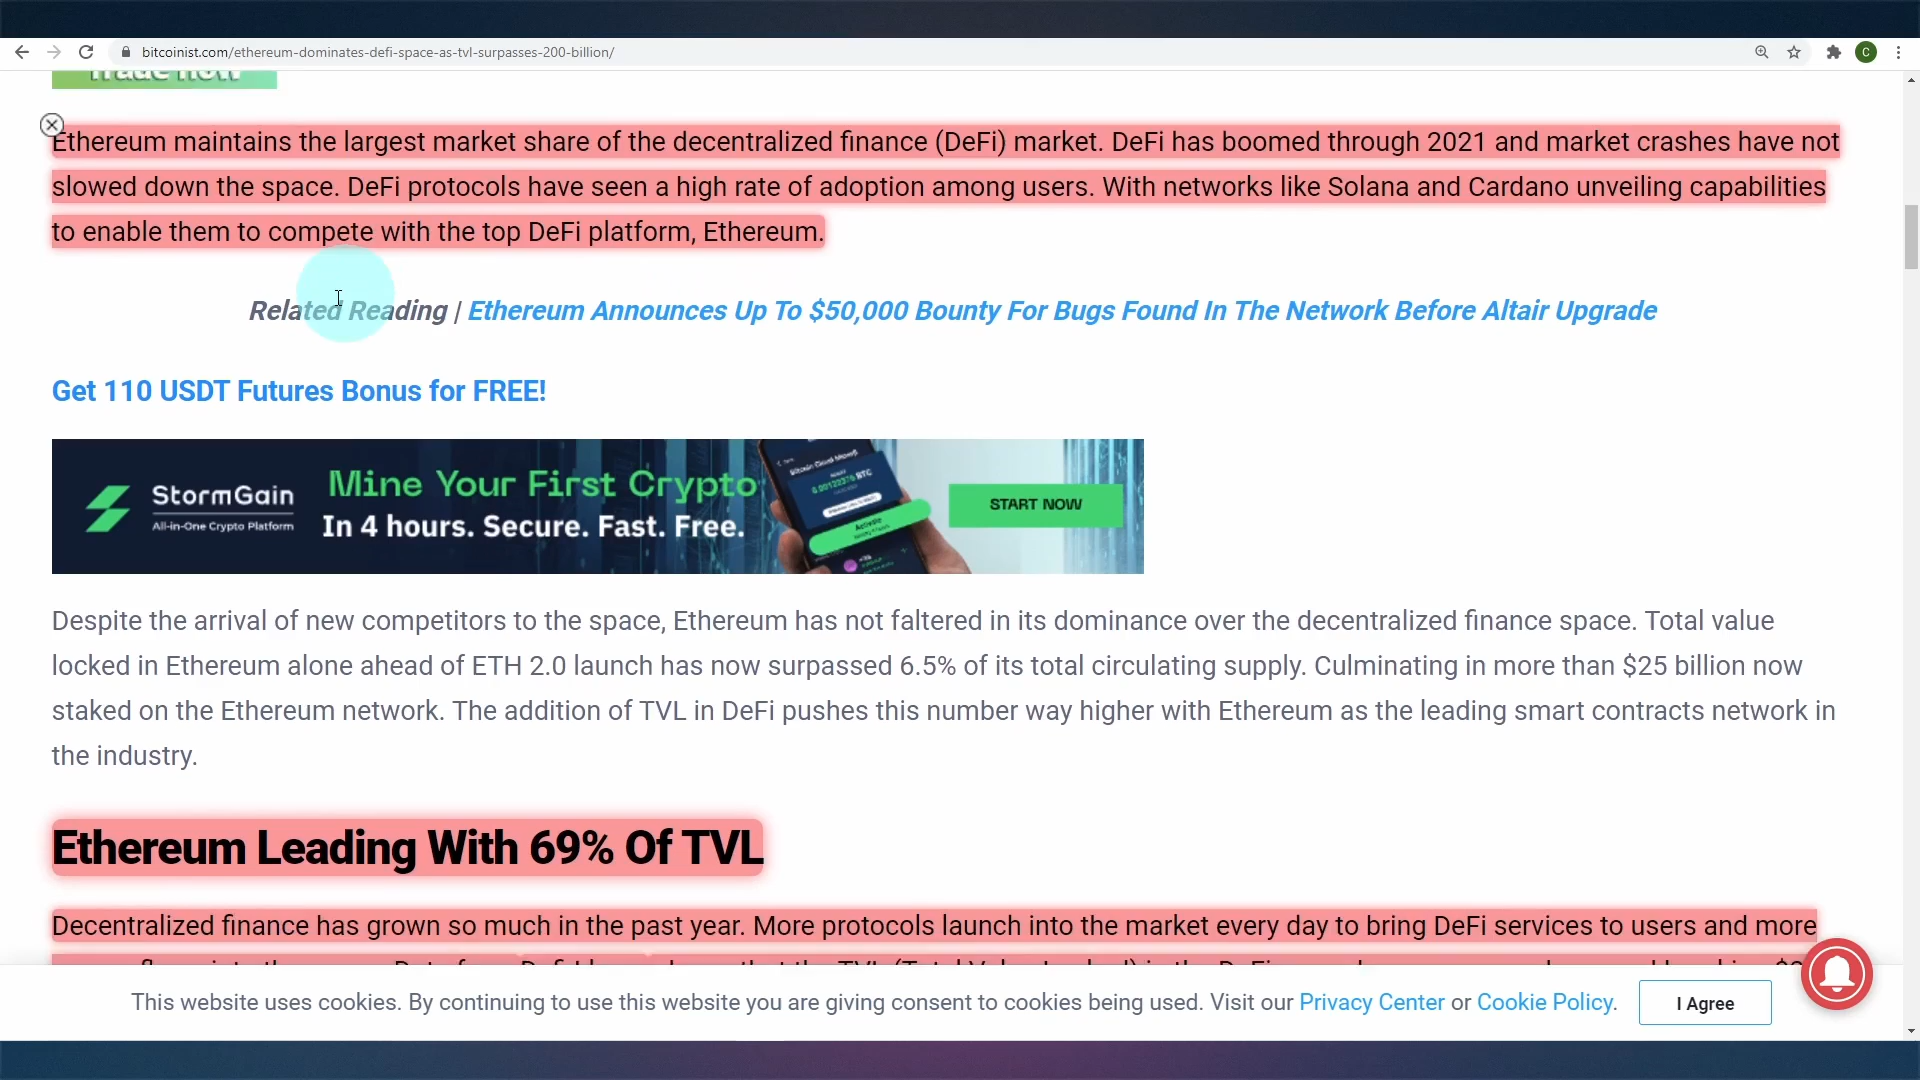 bitcoinist.com/ethereum-dominates-defi-space-as-tvl-surpasses-200-billion/
C
Trade now
Ethereum maintains the largest market share of the decentralized finance (DeFi) market. DeFi has boomed through 2021 and market crashes have not
slowed down the space. DeFi protocols have seen a high rate of adoption among users. With networks like Solana and Cardano unveiling capabilities
to enable them to compete with the top DeFi platform, Ethereum.
Related Reading | Ethereum Announces Up To $50,000 Bounty For Bugs Found In The Network Before Altair Upgrade
Get 110 USDT Futures Bonus for FREE!
StormGain
All-in-One Crypto Platform
Mine Your First Crypto
In 4 hours. Secure. Fast. Free.
Bitcoin Cloud Mining
BTC
Activate
START NOW
Despite the arrival of new competitors to the space, Ethereum has not faltered in its dominance over the decentralized finance space. Total value
locked in Ethereum alone ahead of ETH 2.0 launch has now surpassed 6.5% of its total circulating supply. Culminating in more than $25 billion now
staked on the Ethereum network. The addition of TVL in DeFi pushes this number way higher with Ethereum as the leading smart contracts network in
the industry.
Ethereum Leading With 69% Of TVL
Decentralized finance has grown so much in the past year. More protocols launch into the market every day to bring DeFi services to users and more
This website uses cookies. By continuing to use this website you are giving consent to cookies being used. Visit our Privacy Center or Cookie Policy.
I Agree